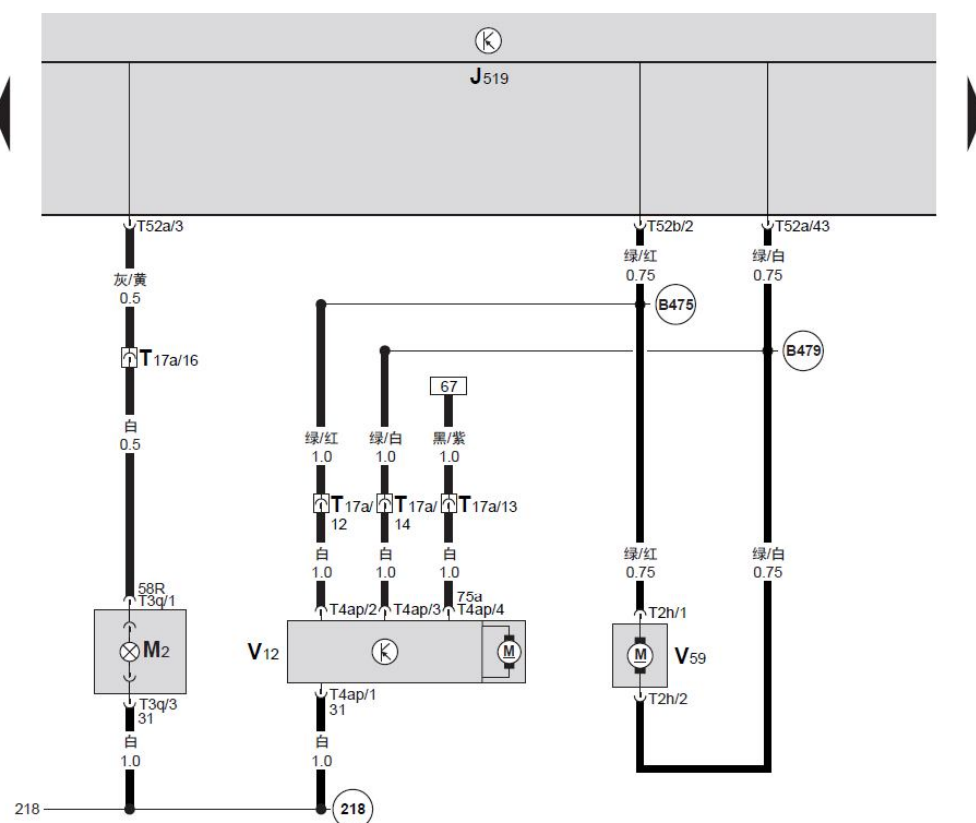 J519
T52a/3
T52b/2
T52a/43
灰/黄
0.5
绿/红
0.75
绿/白
0.75
B475
B479
T17a/16
67
白
0.5
绿/红
1.0
绿/白
1.0
黑/紫
1.0
T17a/
12
T17a/
14
T17a/13
白
1.0
白
1.0
白
1.0
绿/红
0.75
绿/白
0.75
58R
T3q/1
T4ap/2
T4ap/3
75a
T4ap/4
T2h/1
M2
V12
M
M
V59
T3q/3
31
T4ap/1
31
T2h/2
白
1.0
白
1.0
218
218